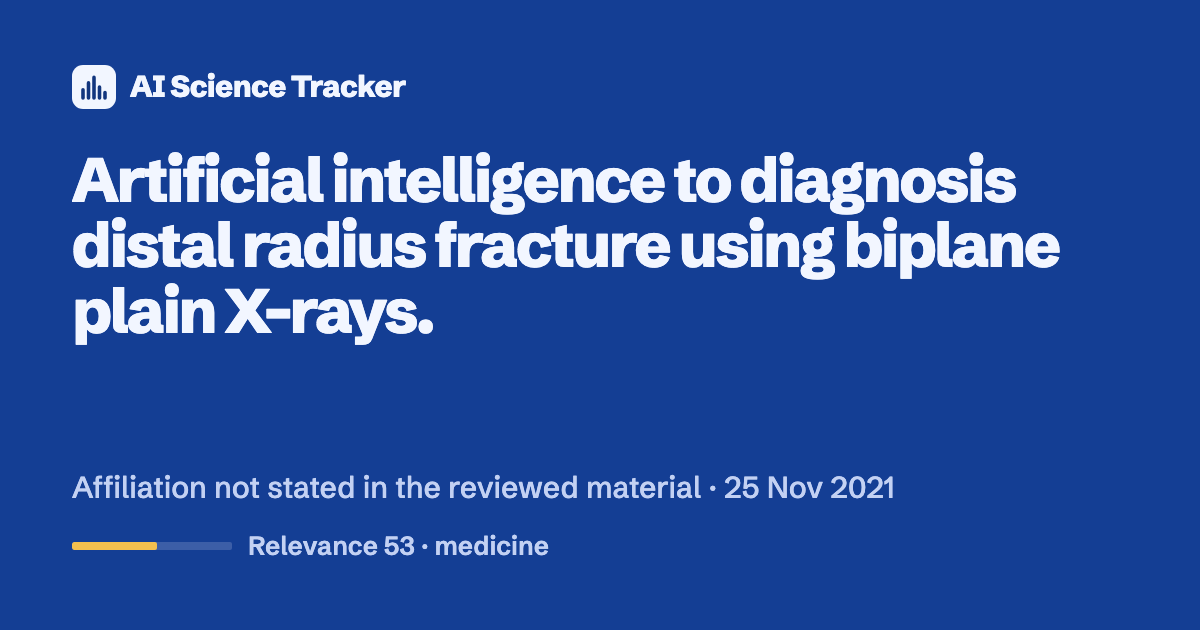 AI Science Tracker
Artificial intelligence to diagnosis
distal radius fracture using biplane
plain X-rays.
Affiliation not stated in the reviewed material · 25 Nov 2021
Relevance 53 · medicine